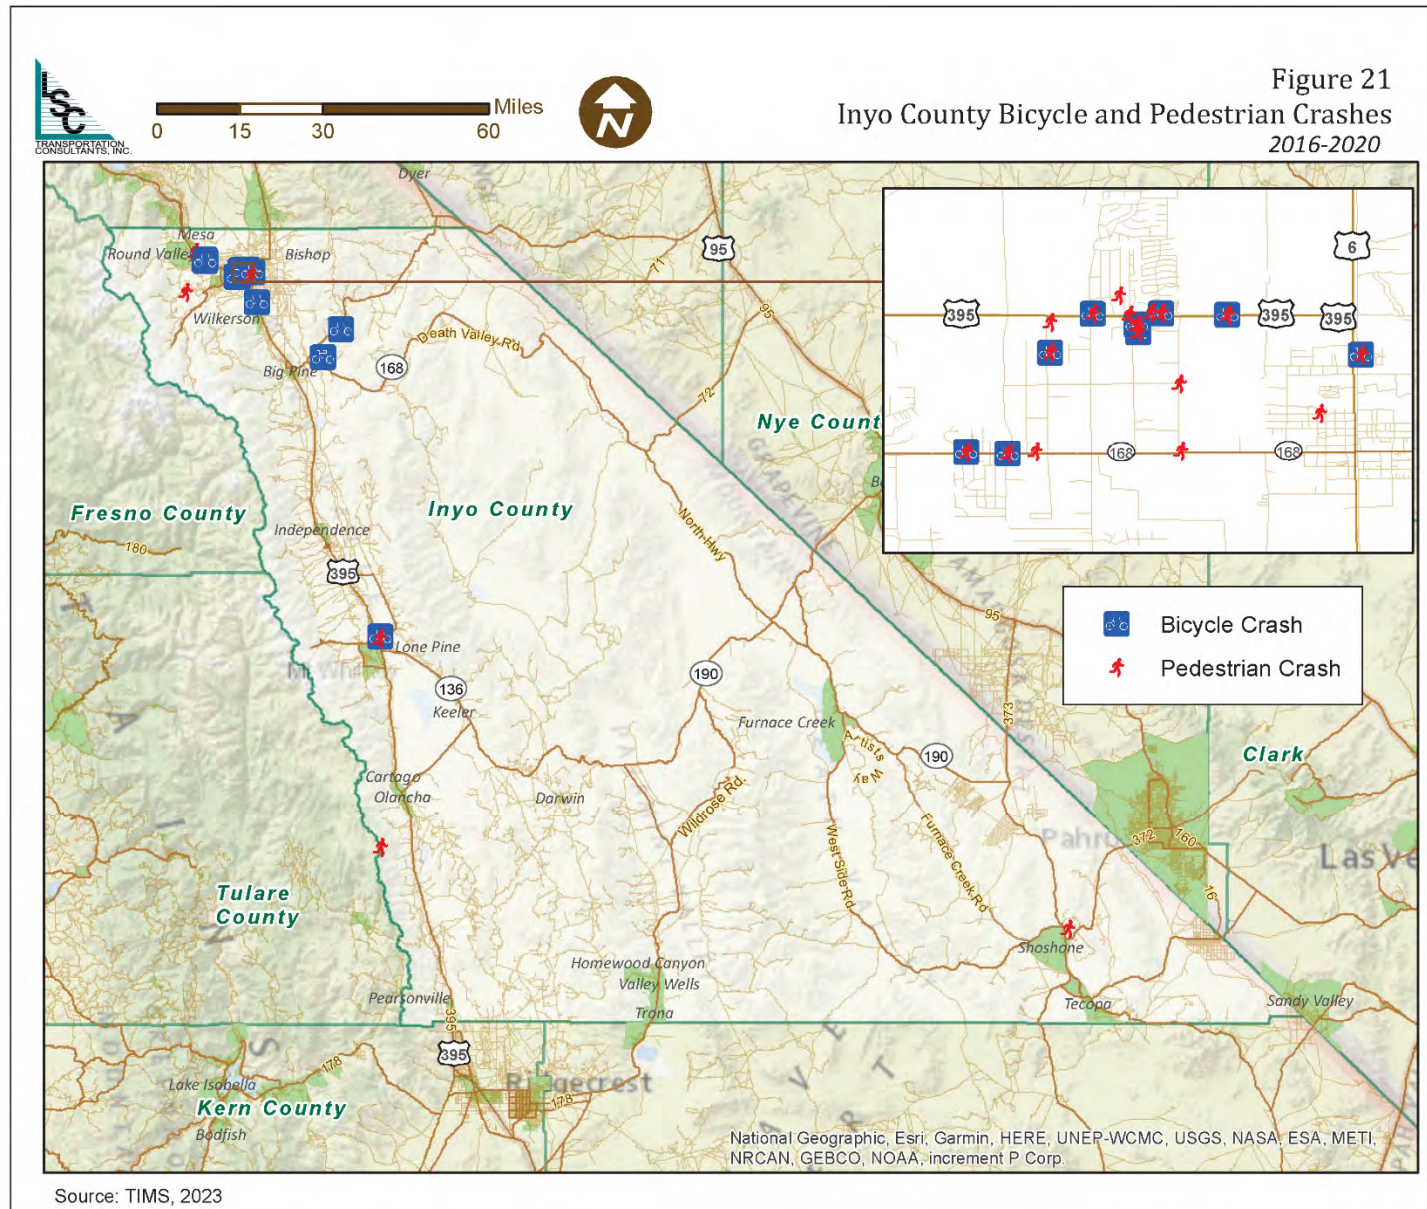 Figure 21
Inyo County Bicycle and Pedestrian Crashes
2016-2020
LSC
TRANSPORTATION
CONSULTANTS, INC.
Miles
0 15 30 60
N
Dyer
Mesa
Round Valley
Bishop
95
6
71
95
395
395
395
Wilkerson
Death Valley Rd
Big Pine
168
72
Nye Count
GRAPEVINE
168
168
Fresno County
Inyo County
180
Independence
North Hwy
395
95
Bicycle Crash
Pedestrian Crash
Lone Pine
136
Keeler
190
Furnace Creek
373
Artists
Way
190
Clark
Cartago
Olancha
Darwin
Wildrose Rd.
West Side Rd
Furnace Creek Rd
Pahru
372
160
Las Ve
16
Tulare
County
Shoshone
Homewood Canyon
Valley Wells
Trona
Pearsonville
395
Tecopa
Sandy Valley
395
178
Lake Isabella
Ridgecrest
Kern County
178
Bodfish
National Geographic, Esri, Garmin, HERE, UNEP-WCMC, USGS, NASA, ESA, METI,
NRCAN, GEBCO, NOAA, increment P Corp.
Source: TIMS, 2023